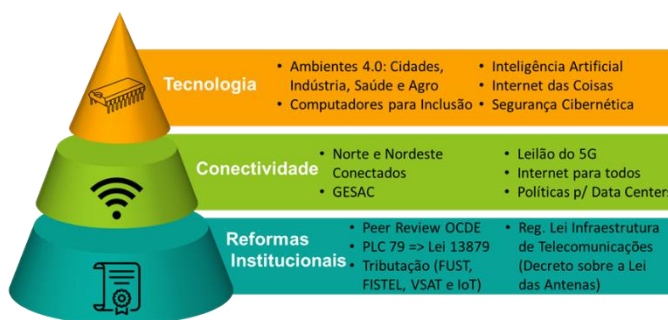 Tecnologia
• Ambientes 4.0: Cidades,
Indústria, Saúde e Agro
• Computadores para Inclusão
• Inteligência Artificial
• Internet das Coisas
• Segurança Cibernética
Conectividade
• Norte e Nordeste
Conectados
• GESAC
• Leilão do 5G
• Internet para todos
• Políticas p/ Data Centers
Reformas
Institucionais
• Peer Review OCDE
• PLC 79 => Lei 13879
• Tributação (FUST,
FISTEL, VSAT e IoT)
• Reg. Lei Infraestrutura
de Telecomunicações
(Decreto sobre a Lei
das Antenas)